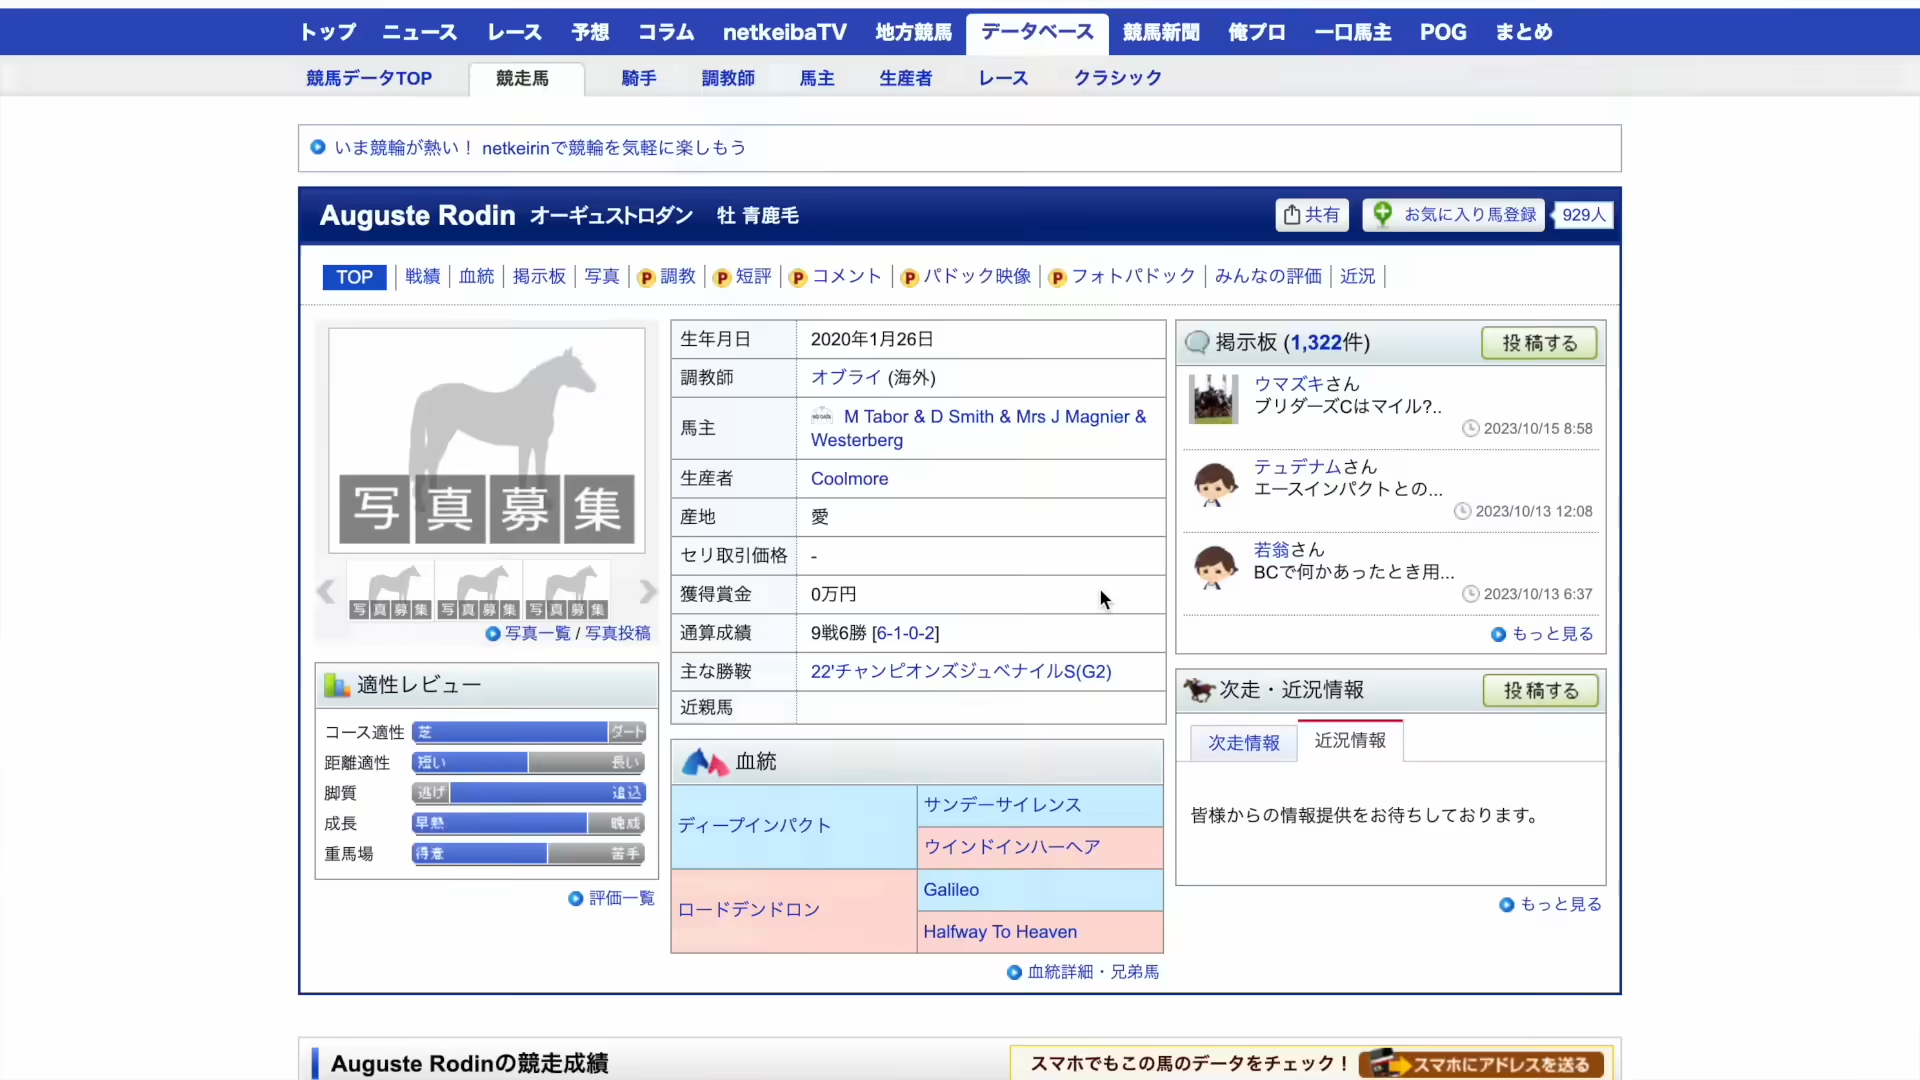 トップ ニュース レース 予想 コラム netkeibaTV 地方競馬 データベース 競馬新聞 俺プロ 一口馬主 POG まとめ
競馬データTOP 競走馬 騎手 調教師 馬主 生産者 レース クラシック
いま競輪が熱い！ netkeirinで競輪を気軽に楽しもう
Auguste Rodin オーギュストロダン 牡 青鹿毛 共有 お気に入り馬登録 929人
TOP 戦績 血統 掲示板 写真 P 調教 P 短評 P コメント P パドック映像 P フォトパドック みんなの評価 近況
写真募集
写真募集 写真募集 写真募集
写真一覧 / 写真投稿
適性レビュー
コース適性 芝 ダート
距離適性 短い 長い
脚質 逃げ 追込
成長 早熟 晩成
重馬場 得意 苦手
評価一覧
生年月日 2020年1月26日
調教師 オブライ (海外)
馬主 NO DATA M Tabor & D Smith & Mrs J Magnier &
Westerberg
生産者 Coolmore
産地 愛
セリ取引価格 -
獲得賞金 0万円
通算成績 9戦6勝 [6-1-0-2]
主な勝鞍 22'チャンピオンズジュベナイルS(G2)
近親馬
血統
ディープインパクト サンデーサイレンス
ウインドインハーヘア
ロードデンドロン Galileo
Halfway To Heaven
血統詳細・兄弟馬
掲示板 (1,322件) 投稿する
ウマズキさん
ブリダーズCはマイル?..
2023/10/15 8:58
テュデナムさん
エースインパクトとの...
2023/10/13 12:08
若翁さん
BCで何かあったとき用...
2023/10/13 6:37
もっと見る
次走・近況情報 投稿する
次走情報 近況情報
皆様からの情報提供をお待ちしております。
もっと見る
Auguste Rodinの競走成績 スマホでもこの馬のデータをチェック！ スマホにアドレスを送る